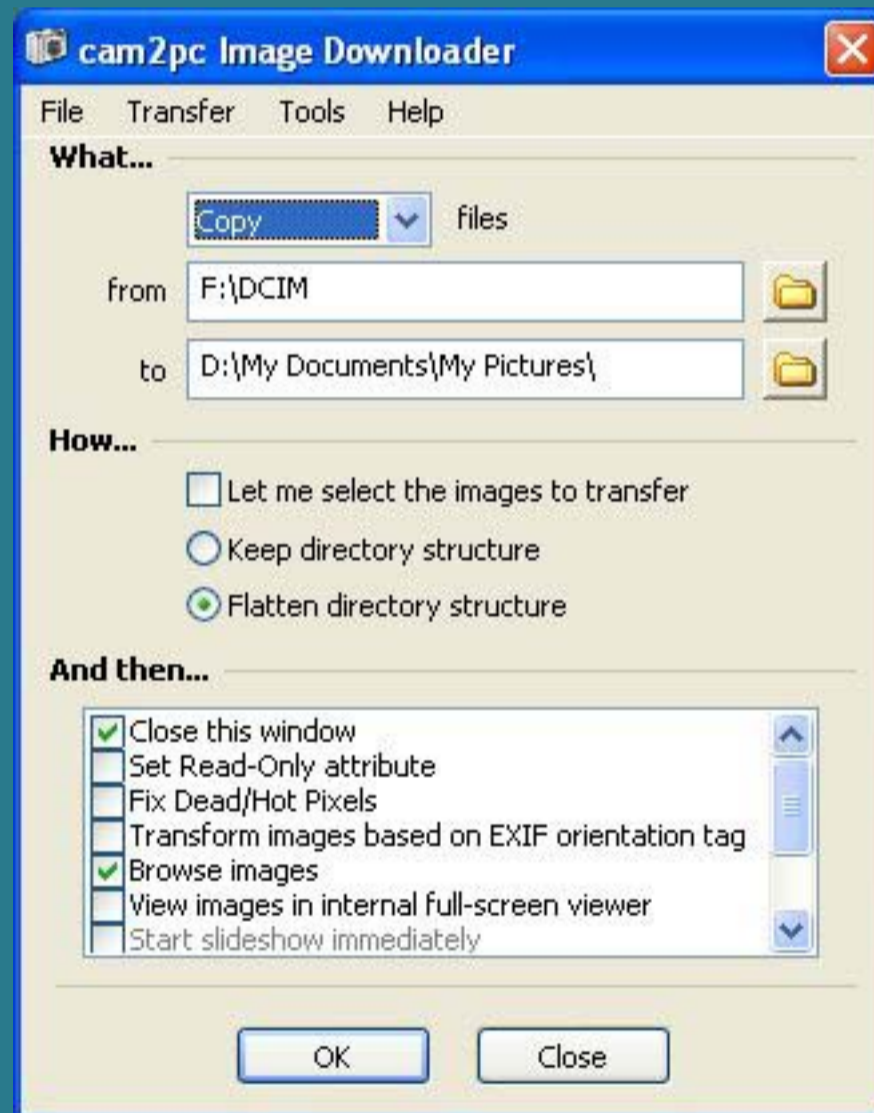 cam2pc Image Downloader
File Transfer Tools Help
What...
Copy files
from F:\DCIM
to D:\My Documents\My Pictures\
How...
Let me select the images to transfer
Keep directory structure
Flatten directory structure
And then...
Close this window
Set Read-Only attribute
Fix Dead/Hot Pixels
Transform images based on EXIF orientation tag
Browse images
View images in internal full-screen viewer
Start slideshow immediately
OK Close